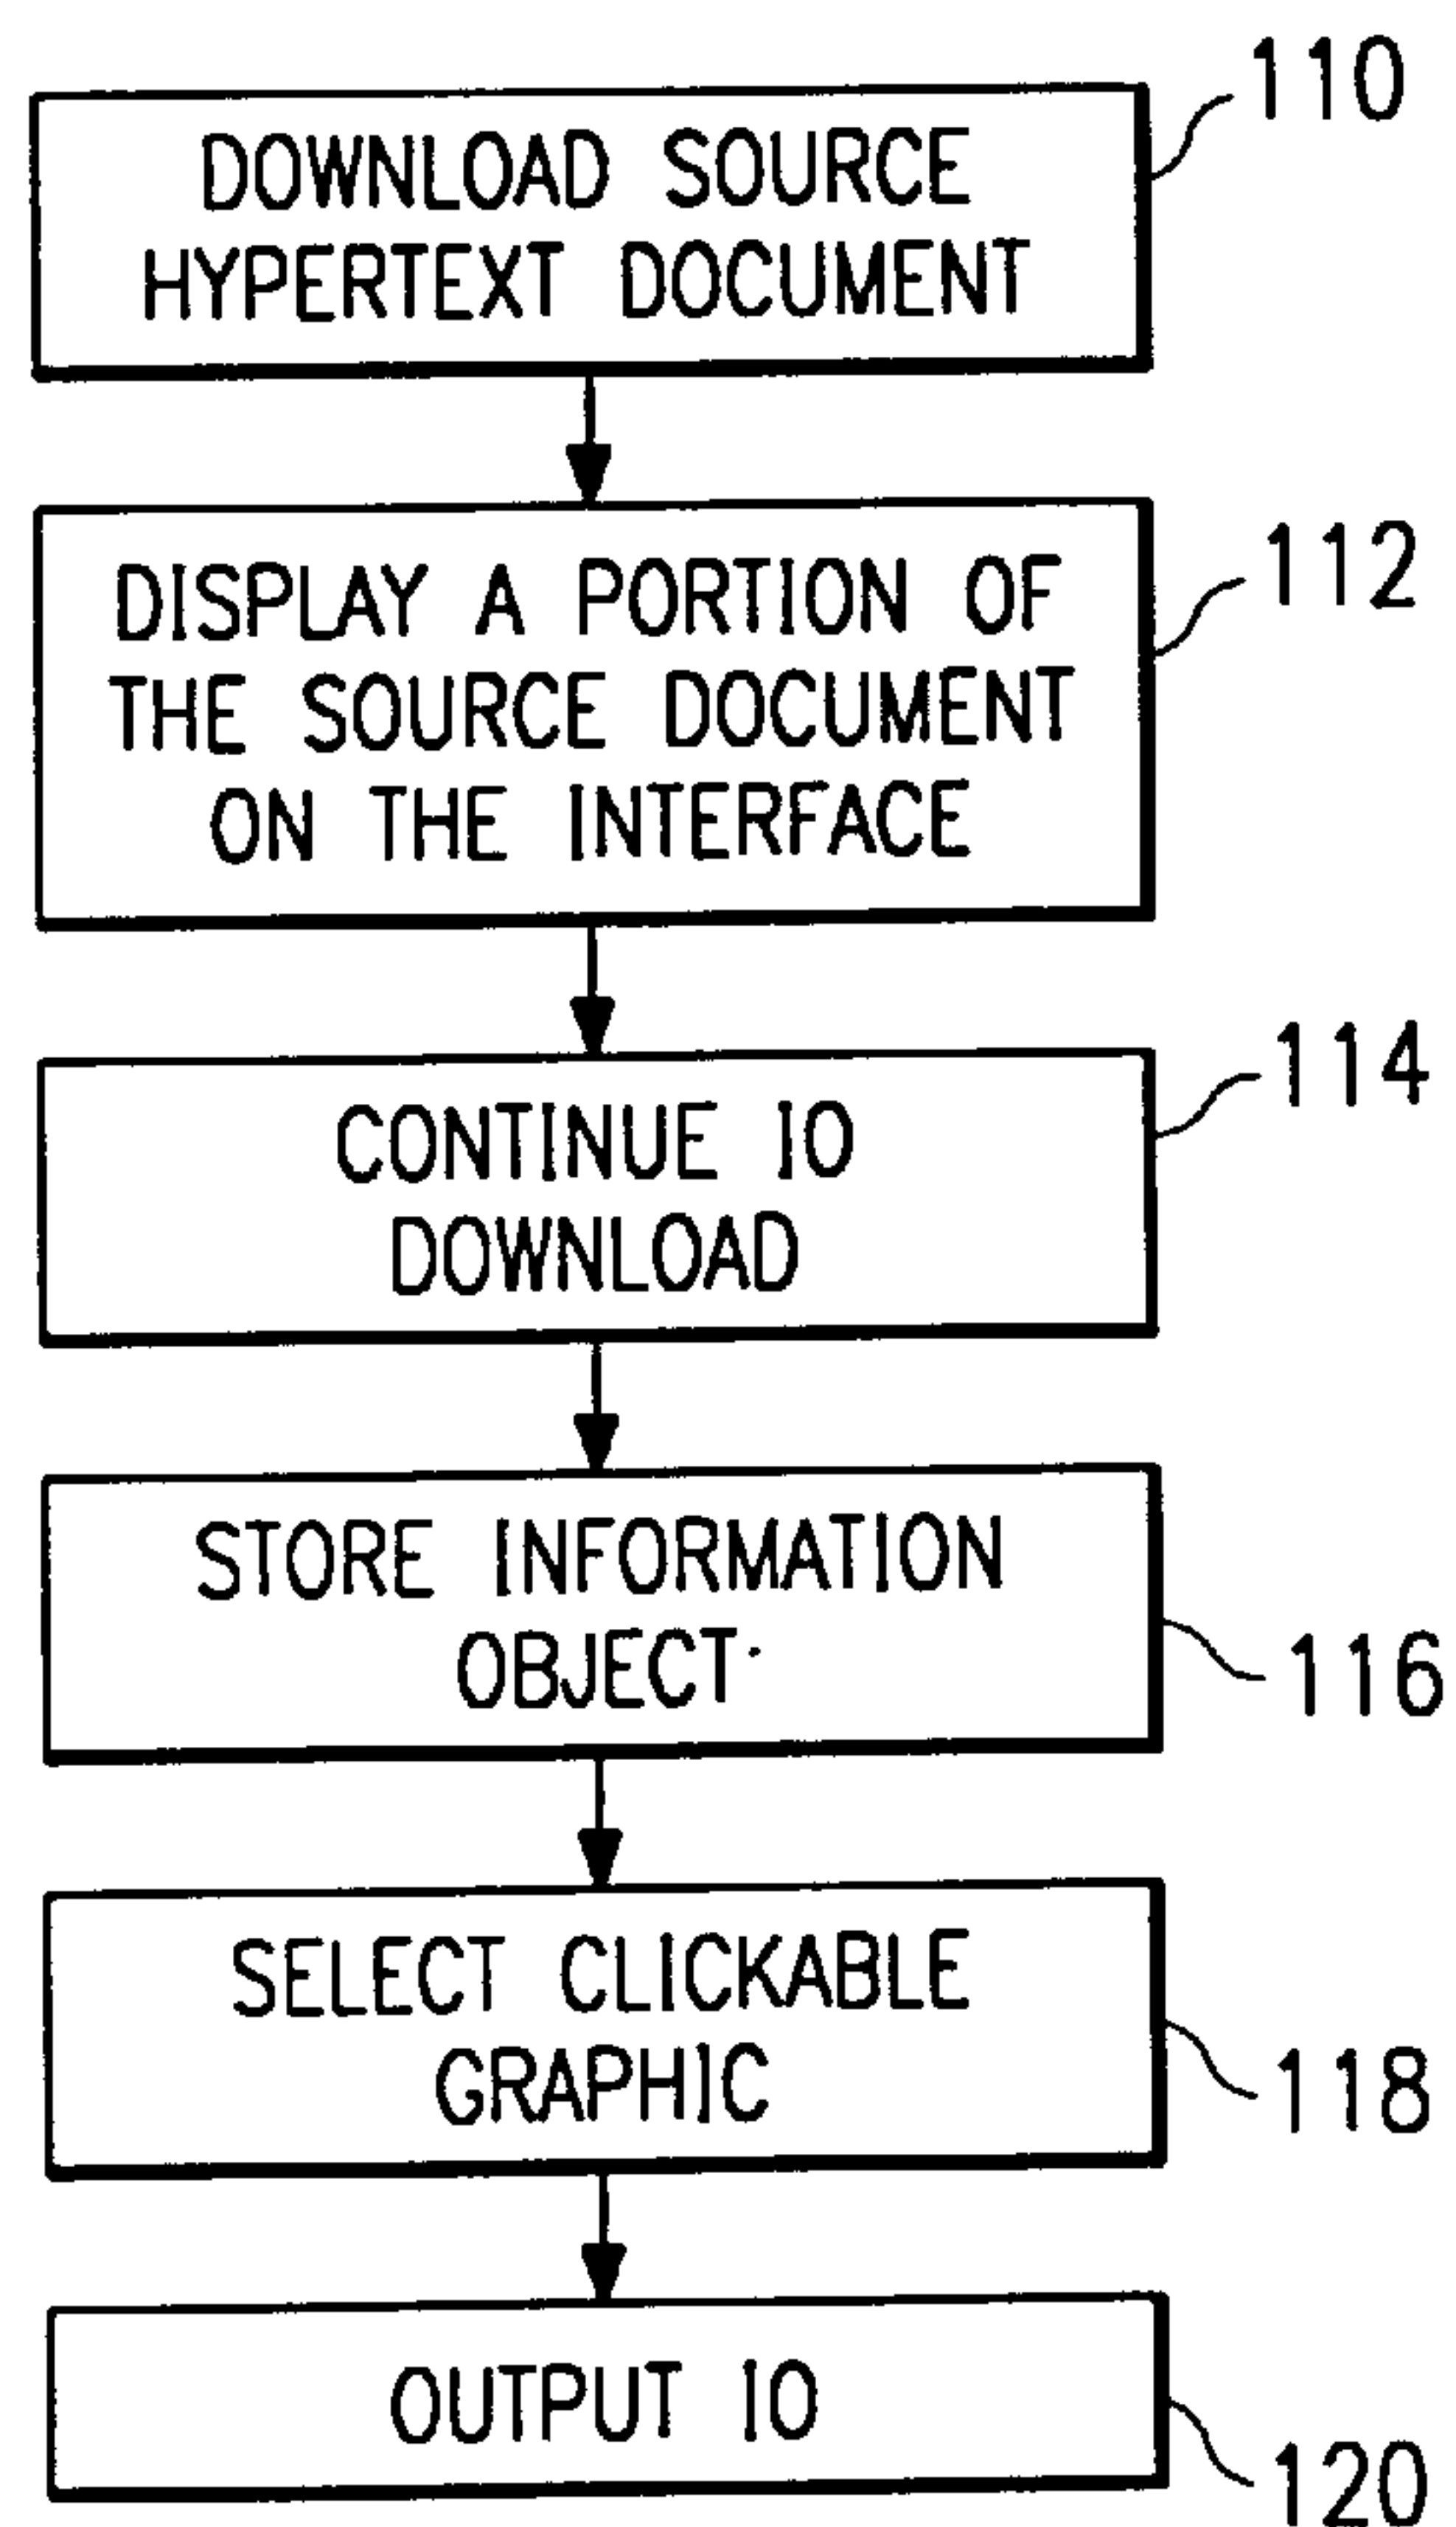 110
DOWNLOAD SOURCE
HYPERTEXT DOCUMENT
112
DISPLAY A PORTION OF
THE SOURCE DOCUMENT
ON THE INTERFACE
114
CONTINUE IO
DOWNLOAD
STORE INFORMATION
OBJECT
116
SELECT CLICKABLE
GRAPHIC
118
OUTPUT IO
120